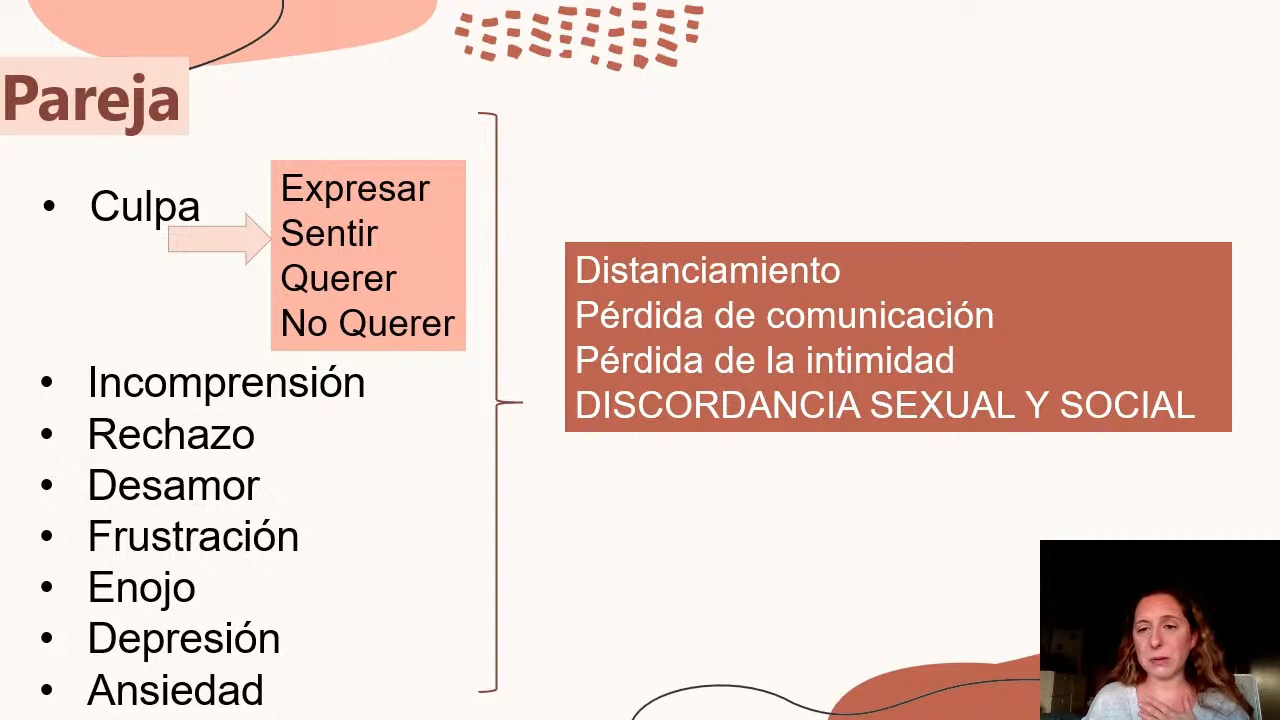 Pareja
• Culpa
Expresar
Sentir
Querer
No Querer
• Incomprensión
• Rechazo
• Desamor
• Frustración
• Enojo
• Depresión
• Ansiedad
Distanciamiento
Pérdida de comunicación
Pérdida de la intimidad
DISCORDANCIA SEXUAL Y SOCIAL